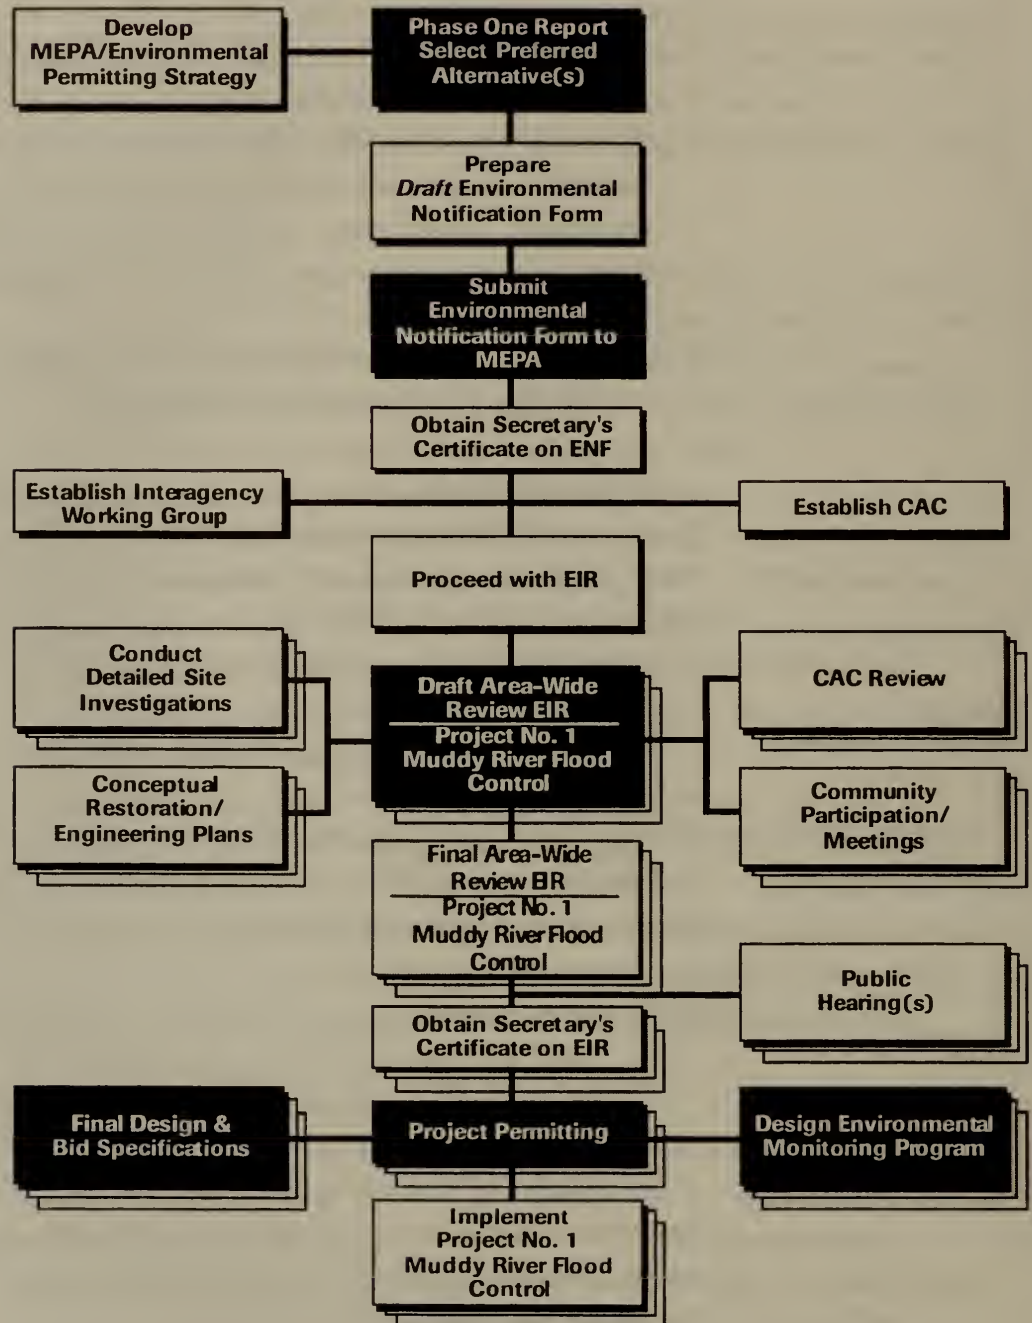 Develop
MEPA/Environmental
Permitting Strategy
Phase One Report
Select Preferred
Alternative(s)
Prepare
Draft Environmental
Notification Form
Submit
Environmental
Notification Form to
MEPA
Obtain Secretary's
Certificate on ENF
Establish Interagency
Working Group
Establish CAC
Proceed with EIR
Conduct
Detailed Site
Investigations
Draft Area-Wide
Review EIR
Project No. 1
Muddy River Flood
Control
CAC Review
Conceptual
Restoration/
Engineering Plans
Community
Participation/
Meetings
Final Area-Wide
Review EIR
Project No. 1
Muddy River Flood
Control
Public
Hearing(s)
Obtain Secretary's
Certificate on EIR
Final Design &
Bid Specifications
Project Permitting
Design Environmental
Monitoring Program
Implement
Project No. 1
Muddy River Flood
Control